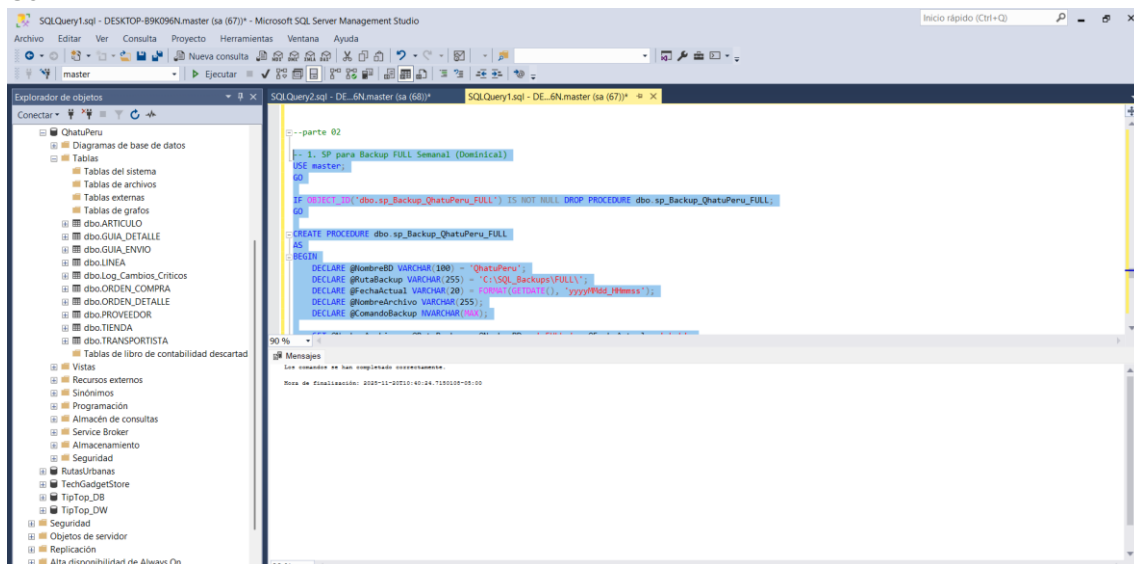 SQLQuery1.sql - DESKTOP-B9K096N.master (sa (67))* - Microsoft SQL Server Management Studio
Inicio rápido (Ctrl+Q)
Archivo Editar Ver Consulta Proyecto Herramientas Ventana Ayuda
Nueva consulta
master
Ejecutar
Explorador de objetos
SQLQuery2.sql - DE...6N.master (sa (68))*
SQLQuery1.sql - DE...6N.master (sa (67))*
Conectar
QhatuPeru
Diagramas de base de datos
Tablas
Tablas del sistema
Tablas de archivos
Tablas externas
Tablas de grafos
dbo.ARTICULO
dbo.GUIA_DETALLE
dbo.GUIA_ENVIO
dbo.LINEA
dbo.Log_Cambios_Criticos
dbo.ORDEN_COMPRA
dbo.ORDEN_DETALLE
dbo.PROVEEDOR
dbo.TIENDA
dbo.TRANSPORTISTA
Tablas de libro de contabilidad descartad
Vistas
Recursos externos
Sinónimos
Programación
Almacén de consultas
Service Broker
Almacenamiento
Seguridad
RutasUrbanas
TechGadgetStore
TipTop_DB
TipTop_DW
Seguridad
Objetos de servidor
Replicación
Alta disponibilidad de Always On
--parte 02
-- 1. SP para Backup FULL Semanal (Dominical)
USE master;
GO
IF OBJECT_ID('dbo.sp_Backup_QhatuPeru_FULL') IS NOT NULL DROP PROCEDURE dbo.sp_Backup_QhatuPeru_FULL;
GO
CREATE PROCEDURE dbo.sp_Backup_QhatuPeru_FULL
AS
BEGIN
DECLARE @NombreBD VARCHAR(100) = 'QhatuPeru';
DECLARE @RutaBackup VARCHAR(255) = 'C:\SQL_Backups\FULL\';
DECLARE @FechaActual VARCHAR(20) = FORMAT(GETDATE(), 'yyyyMMdd_HHmmss');
DECLARE @NombreArchivo VARCHAR(255);
DECLARE @ComandoBackup NVARCHAR(MAX);
90 %
Mensajes
Los comandos se han completado correctamente.
Hora de finalización: 2025-11-20T10:40:24.7150108-05:00